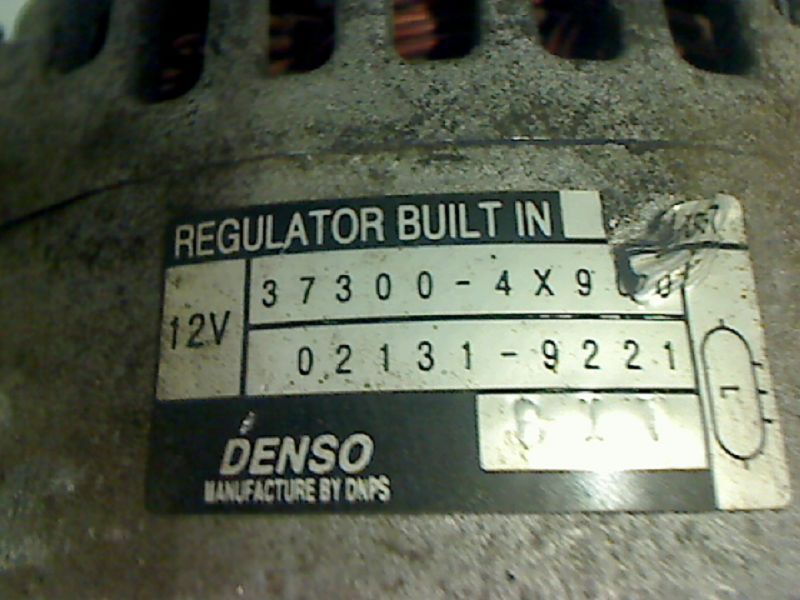 REGULATOR BUILT IN
12V
02131-9221
DENSO
MANUFACTURE BY DNPS
L